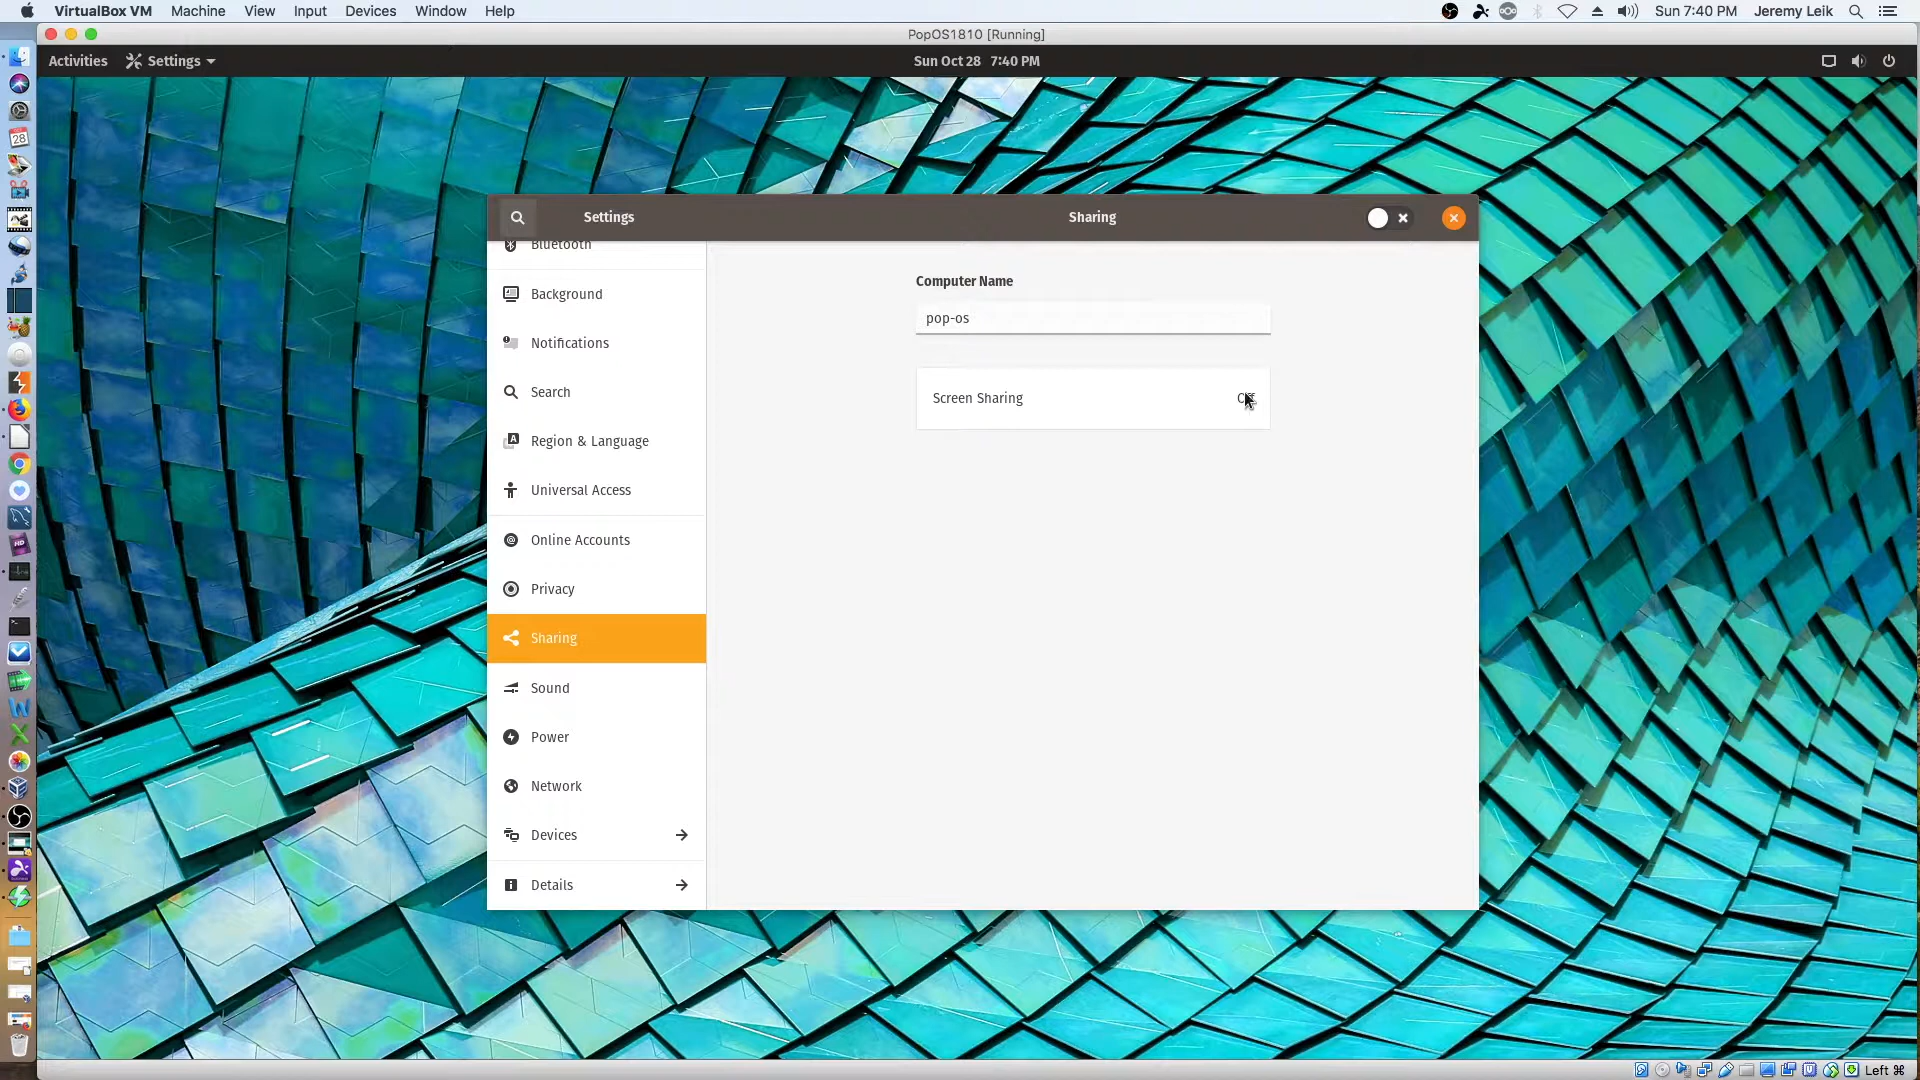 VirtualBox VM Machine View Input Devices Window Help Sun 7:40 PM Jeremy Leik
PopOS1810 [Running]
Activities Settings Sun Oct 28 7:40 PM
28
Settings Sharing
Bluetooth
Background
Notifications
Search
Region & Language
Universal Access
Online Accounts
Privacy
Sharing
Sound
Power
Network
Devices
Details
Computer Name
pop-os
Screen Sharing
Left ⌘